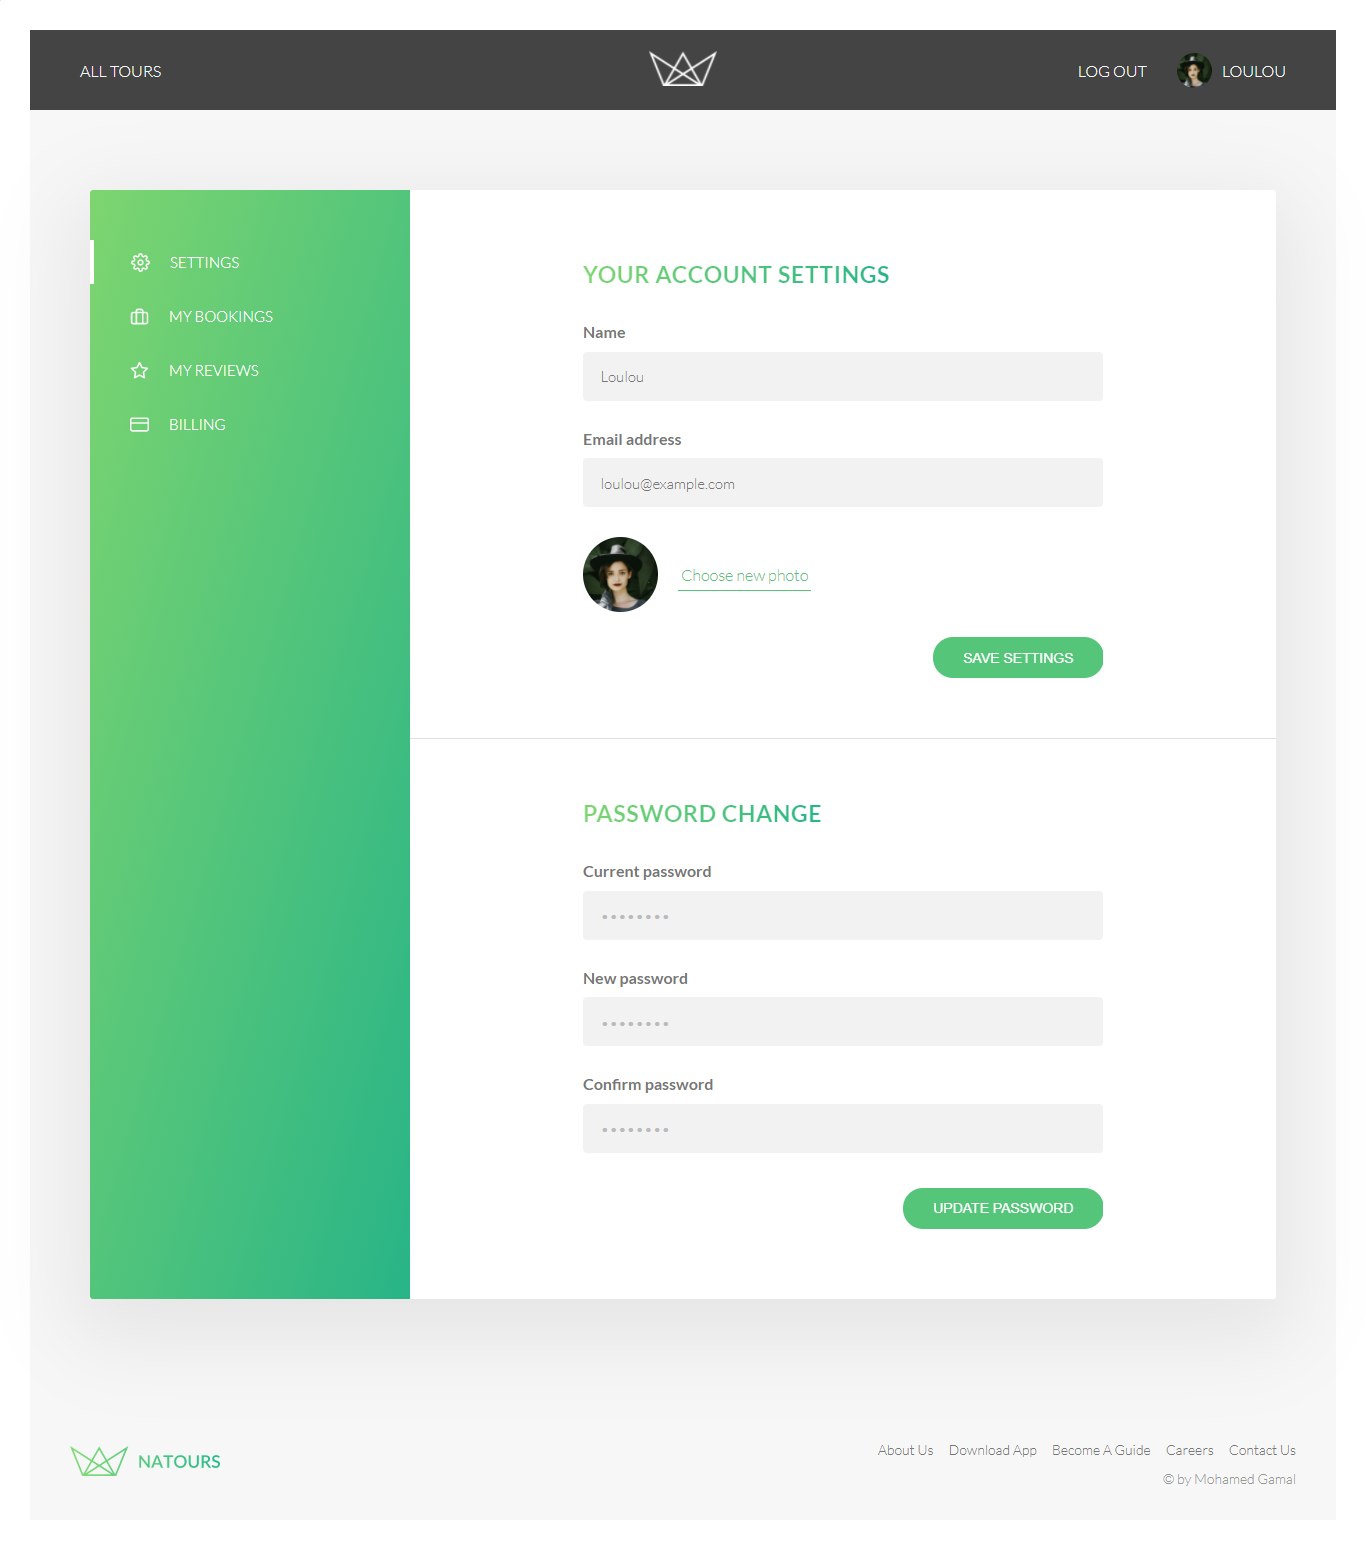 ALL TOURS
LOG OUT
LOULOU
SETTINGS
MY BOOKINGS
MY REVIEWS
BILLING
YOUR ACCOUNT SETTINGS
Name
Loulou
Email address
loulou@example.com
Choose new photo
SAVE SETTINGS
PASSWORD CHANGE
Current password
••••••••
New password
••••••••
Confirm password
••••••••
UPDATE PASSWORD
NATOURS
About Us Download App Become A Guide Careers Contact Us
© by Mohamed Gamal